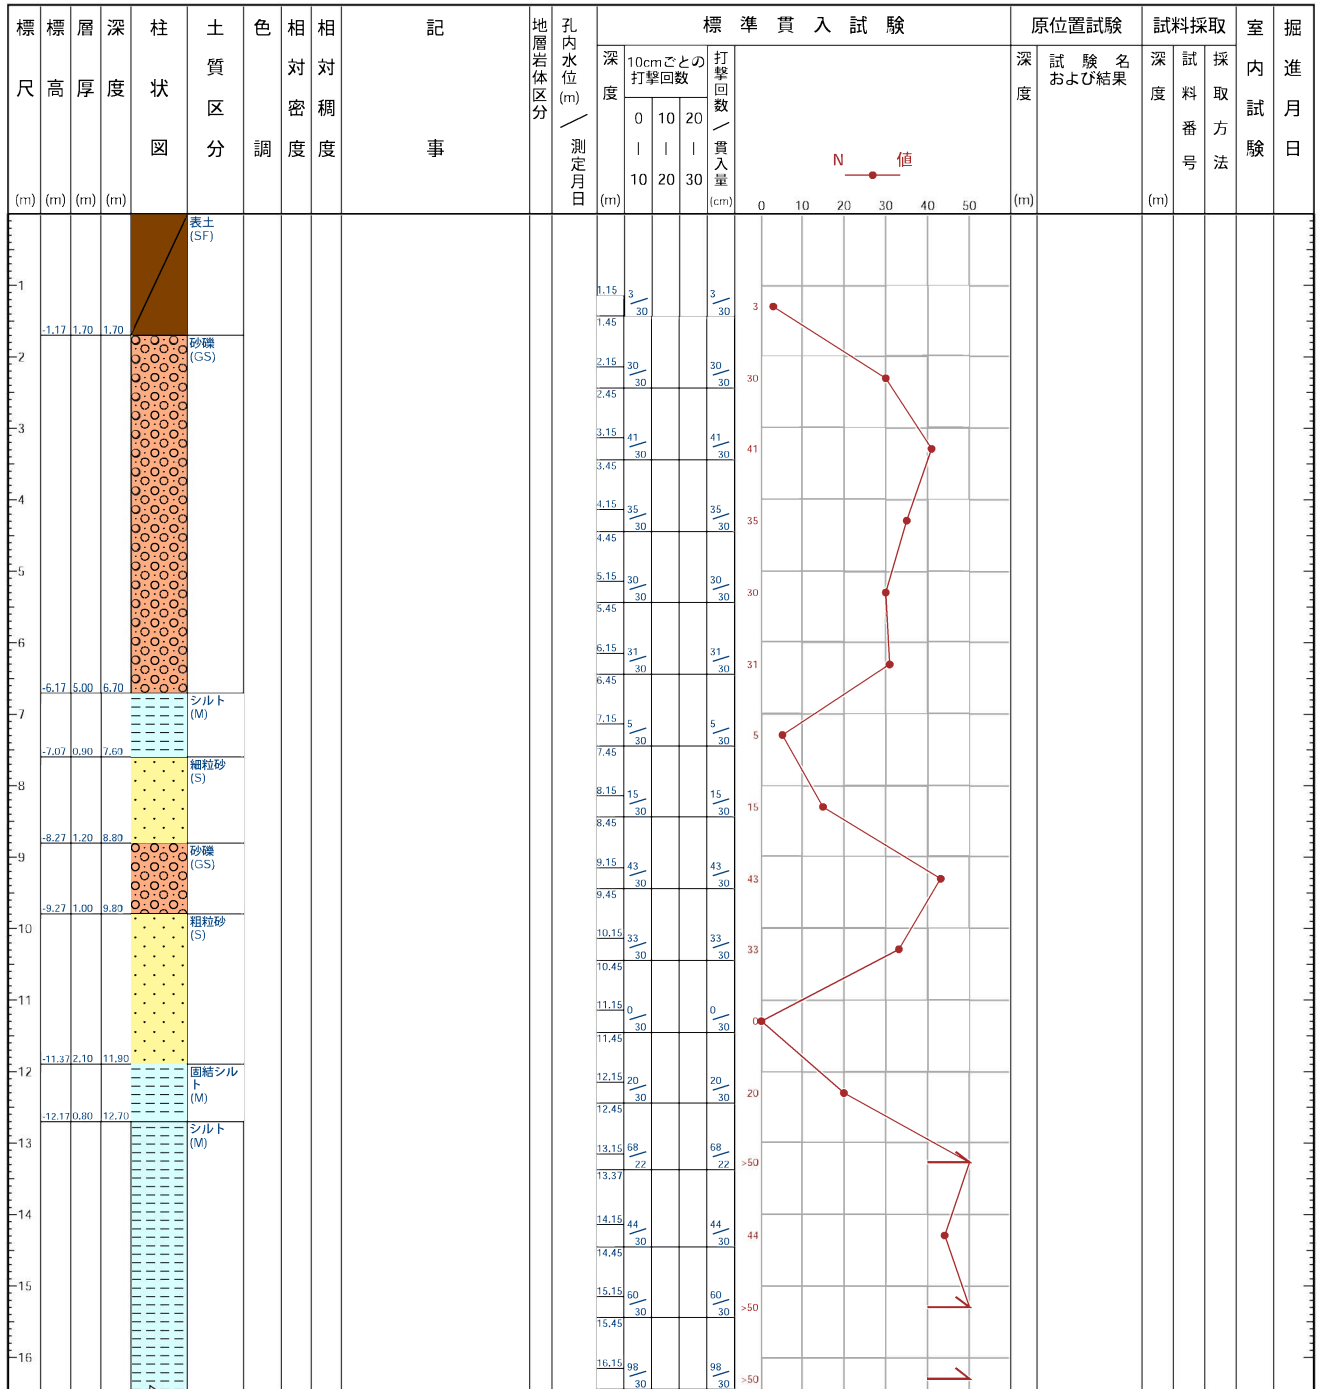 標尺(m)
標高(m)
層厚(m)
深度(m)
柱状図
土質区分
色調
相対密度
相対稠度
記事
地層岩体区分
孔内水位(m)／測定月日
標準貫入試験
深度(m)
10cmごとの
打撃回数
0 | 10
10 | 20
20 | 30
打撃回数／貫入量(cm)
N 値
0 10 20 30 40 50
原位置試験
深度(m)
試験名
および結果
試料採取
深度(m)
試料番号
採取方法
室内試験
掘進月日
表土
(SF)
1
1.15 3/30 3/30 3
1.45
-1.17 1.70 1.70
砂礫
(GS)
2
2.15 30/30 30/30 30
2.45
3
3.15 41/30 41/30 41
3.45
4
4.15 35/30 35/30 35
4.45
5
5.15 30/30 30/30 30
5.45
6
6.15 31/30 31/30 31
6.45
-6.17 5.00 6.70
シルト
(M)
7
7.15 5/30 5/30 5
7.45
-7.07 0.90 7.60
細粒砂
(S)
8
8.15 15/30 15/30 15
8.45
-8.27 1.20 8.80
砂礫
(GS)
9
9.15 43/30 43/30 43
9.45
-9.27 1.00 9.80
粗粒砂
(S)
10
10.15 33/30 33/30 33
10.45
11
11.15 0/30 0/30 0
11.45
-11.37 2.10 11.90
固結シル
ト
(M)
12
12.15 20/30 20/30 20
12.45
-12.17 0.80 12.70
シルト
(M)
13
13.15 68/22 68/22 >50
13.37
14
14.15 44/30 44/30 44
14.45
15
15.15 60/30 60/30 >50
15.45
16
16.15 98/30 98/30 >50